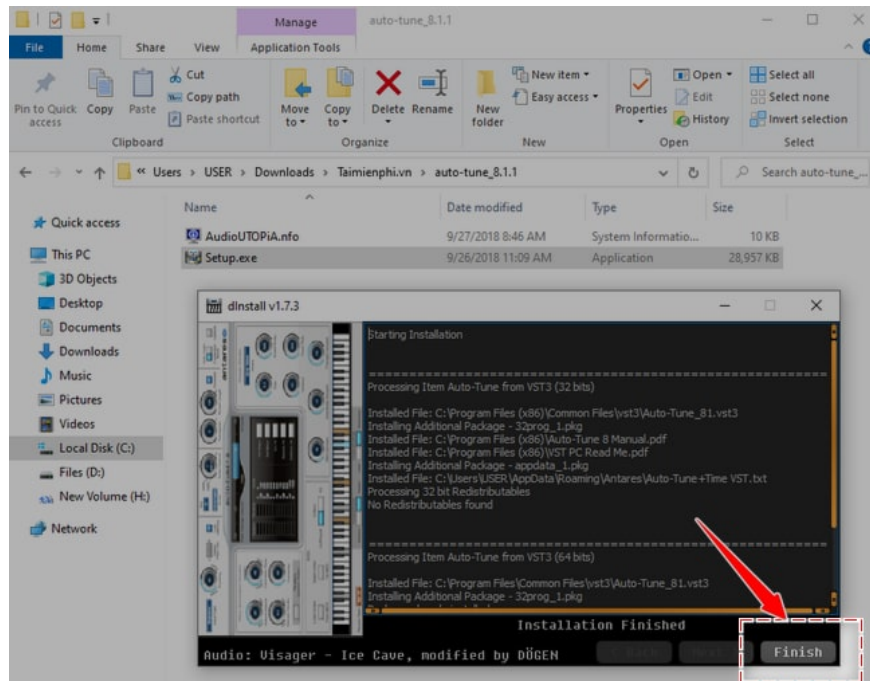 Manage
auto-tune_8.1.1
File Home Share View Application Tools
Pin to Quick access
Copy
Paste
Cut
Copy path
Paste shortcut
Clipboard
Move to
Copy to
Delete
Rename
Organize
New folder
New item
Easy access
New
Properties
Open
Edit
History
Open
Select all
Select none
Invert selection
Select
« Users > USER > Downloads > Taimienphi.vn > auto-tune_8.1.1
Search auto-tune_...
Quick access
This PC
3D Objects
Desktop
Documents
Downloads
Music
Pictures
Videos
Local Disk (C:)
Files (D:)
New Volume (H:)
Network
Name Date modified Type Size
AudioUTOPiA.nfo 9/27/2018 8:46 AM System Informatio... 10 KB
Setup.exe 9/26/2018 11:09 AM Application 28,957 KB
dInstall v1.7.3
Starting Installation
Processing Item Auto-Tune from VST3 (32 bits)
Installed File: C:\Program Files (x86)\Common Files\vst3\Auto-Tune_81.vst3
Installing Additional Package - 32prog_1.pkg
Installed File: C:\Program Files (x86)\Auto-Tune 8 Manual.pdf
Installed File: C:\Program Files (x86)\VST PC Read Me.pdf
Installing Additional Package - appdata_1.pkg
Installed File: C:\Users\USER\AppData\Roaming\Antares\Auto-Tune+Time VST.txt
Processing 32 bit Redistributables
No Redistributables found
Processing Item Auto-Tune from VST3 (64 bits)
Installed File: C:\Program Files\Common Files\vst3\Auto-Tune_81.vst3
Installing Additional Package - 32prog_1.pkg
Installation Finished
Audio: Visager - Ice Cave, modified by DÖGEN
< Back
Finish